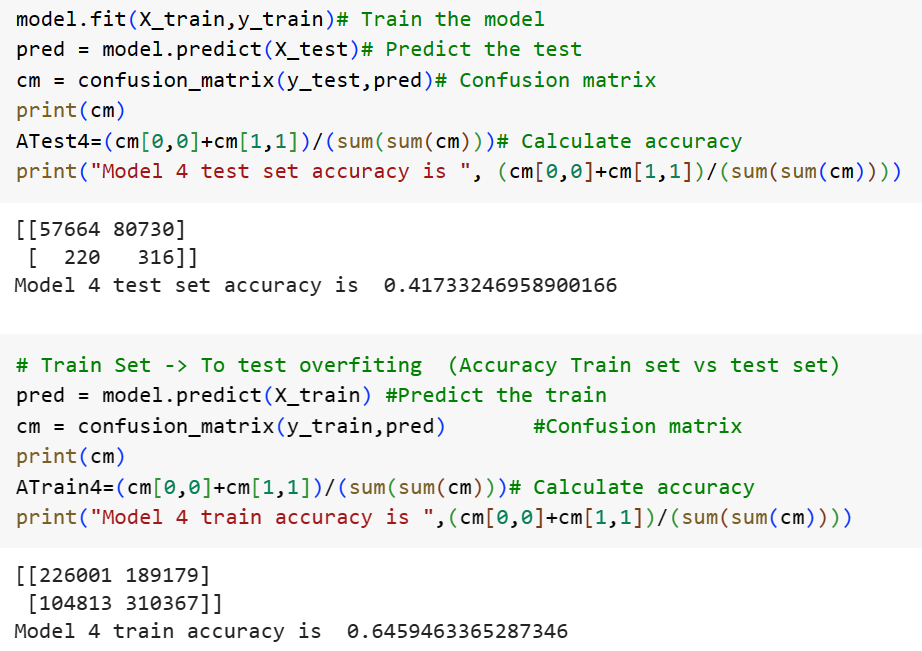 model.fit(X_train,y_train)# Train the model
pred = model.predict(X_test)# Predict the test
cm = confusion_matrix(y_test,pred)# Confusion matrix
print(cm)
ATest4=(cm[0,0]+cm[1,1])/(sum(sum(cm)))# Calculate accuracy
print("Model 4 test set accuracy is ", (cm[0,0]+cm[1,1])/(sum(sum(cm))))
[[57664 80730]
 [  220   316]]
Model 4 test set accuracy is  0.41733246958900166
# Train Set -> To test overfiting  (Accuracy Train set vs test set)
pred = model.predict(X_train) #Predict the train
cm = confusion_matrix(y_train,pred)       #Confusion matrix
print(cm)
ATrain4=(cm[0,0]+cm[1,1])/(sum(sum(cm)))# Calculate accuracy
print("Model 4 train accuracy is ",(cm[0,0]+cm[1,1])/(sum(sum(cm))))
[[226001 189179]
 [104813 310367]]
Model 4 train accuracy is  0.6459463365287346